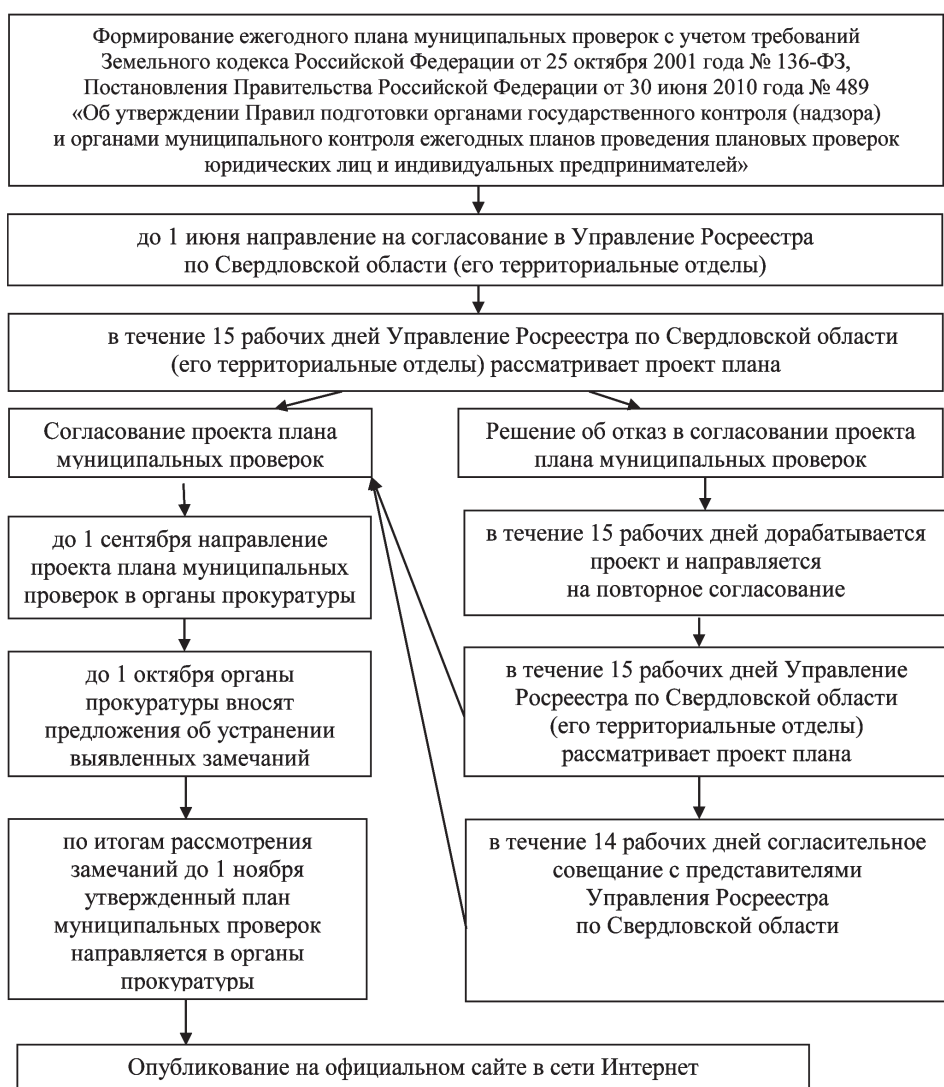 Формирование ежегодного плана муниципальных проверок с учетом требований
Земельного кодекса Российской Федерации от 25 октября 2001 года № 136-ФЗ,
Постановления Правительства Российской Федерации от 30 июня 2010 года № 489
«Об утверждении Правил подготовки органами государственного контроля (надзора)
и органами муниципального контроля ежегодных планов проведения плановых проверок
юридических лиц и индивидуальных предпринимателей»
до 1 июня направление на согласование в Управление Росреестра
по Свердловской области (его территориальные отделы)
в течение 15 рабочих дней Управление Росреестра по Свердловской области
(его территориальные отделы) рассматривает проект плана
Согласование проекта плана
муниципальных проверок
до 1 сентября направление
проекта плана муниципальных
проверок в органы прокуратуры
до 1 октября органы
прокуратуры вносят
предложения об устранении
выявленных замечаний
по итогам рассмотрения
замечаний до 1 ноября
утвержденный план
муниципальных проверок
направляется в органы
прокуратуры
Решение об отказ в согласовании проекта
плана муниципальных проверок
в течение 15 рабочих дней дорабатывается
проект и направляется
на повторное согласование
в течение 15 рабочих дней Управление
Росреестра по Свердловской области
(его территориальные отделы)
рассматривает проект плана
в течение 14 рабочих дней согласительное
совещание с представителями
Управления Росреестра
по Свердловской области
Опубликование на официальном сайте в сети Интернет